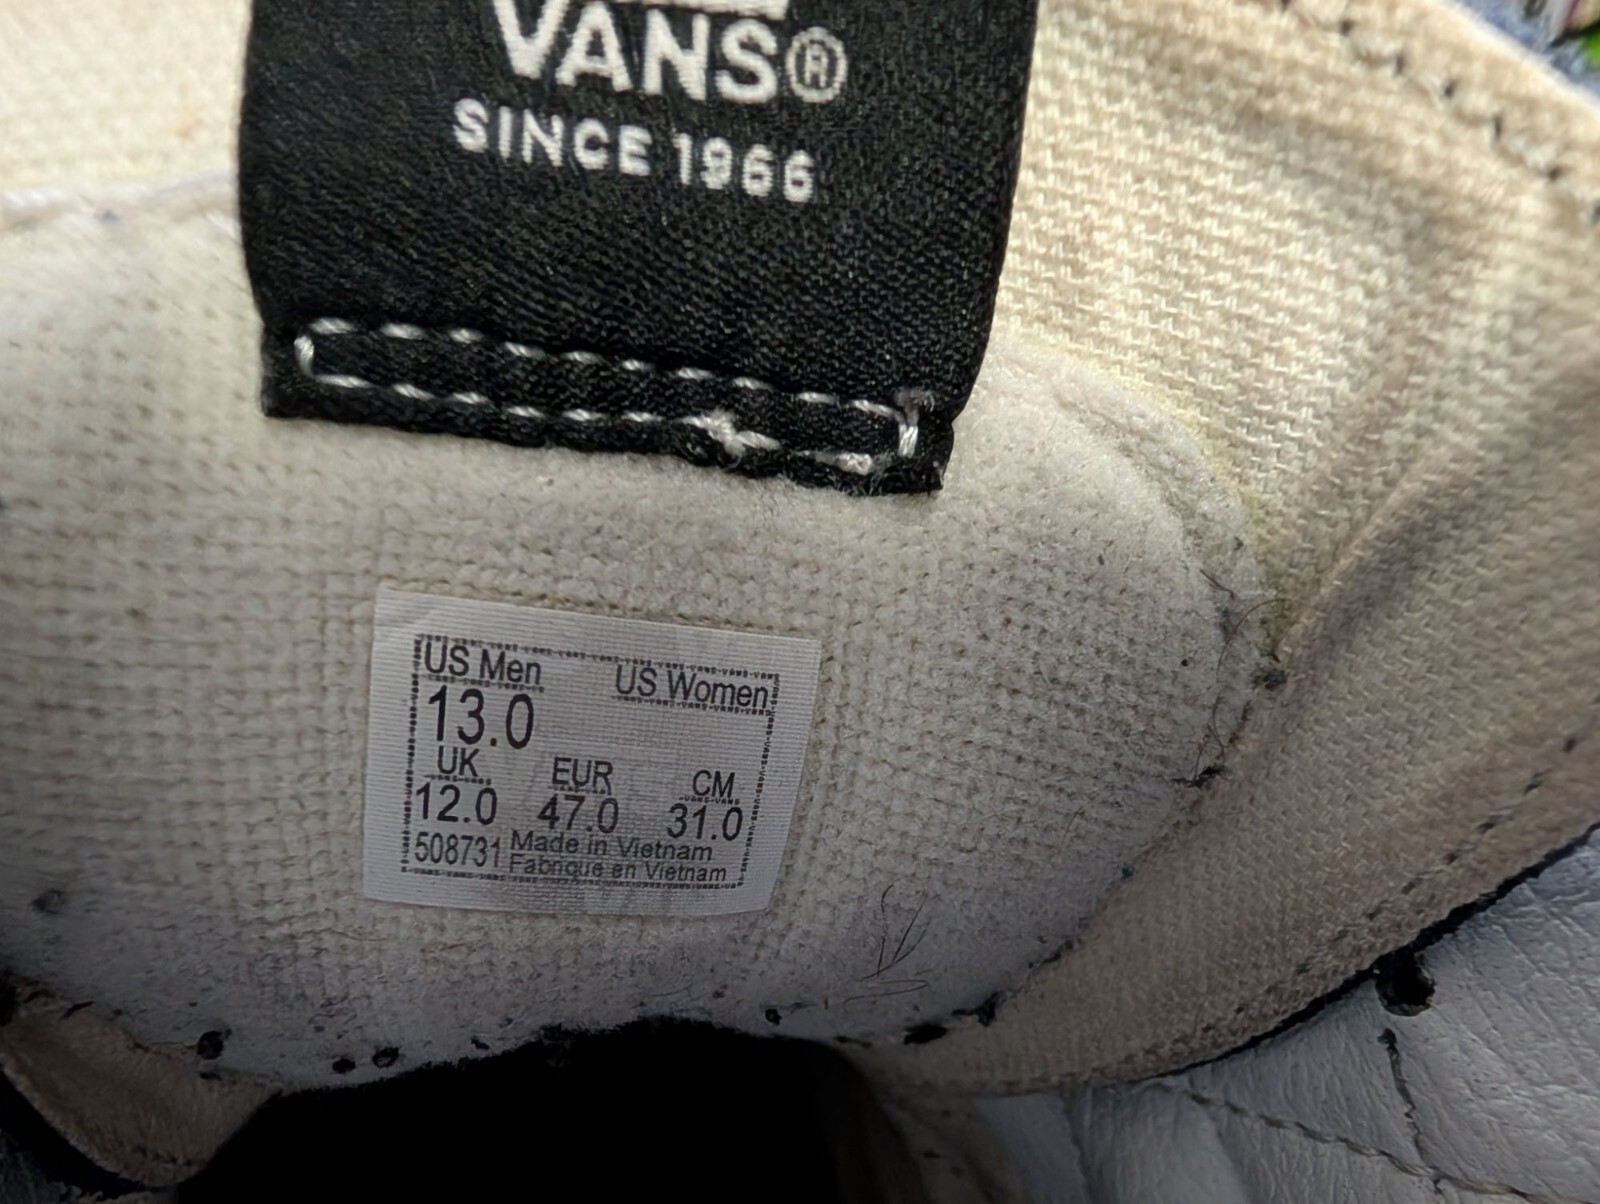 VANS®
SINCE 1966
US Men US Women
13.0
UK EUR CM
12.0 47.0 31.0
508731 Made in Vietnam
Fabrique en Vietnam